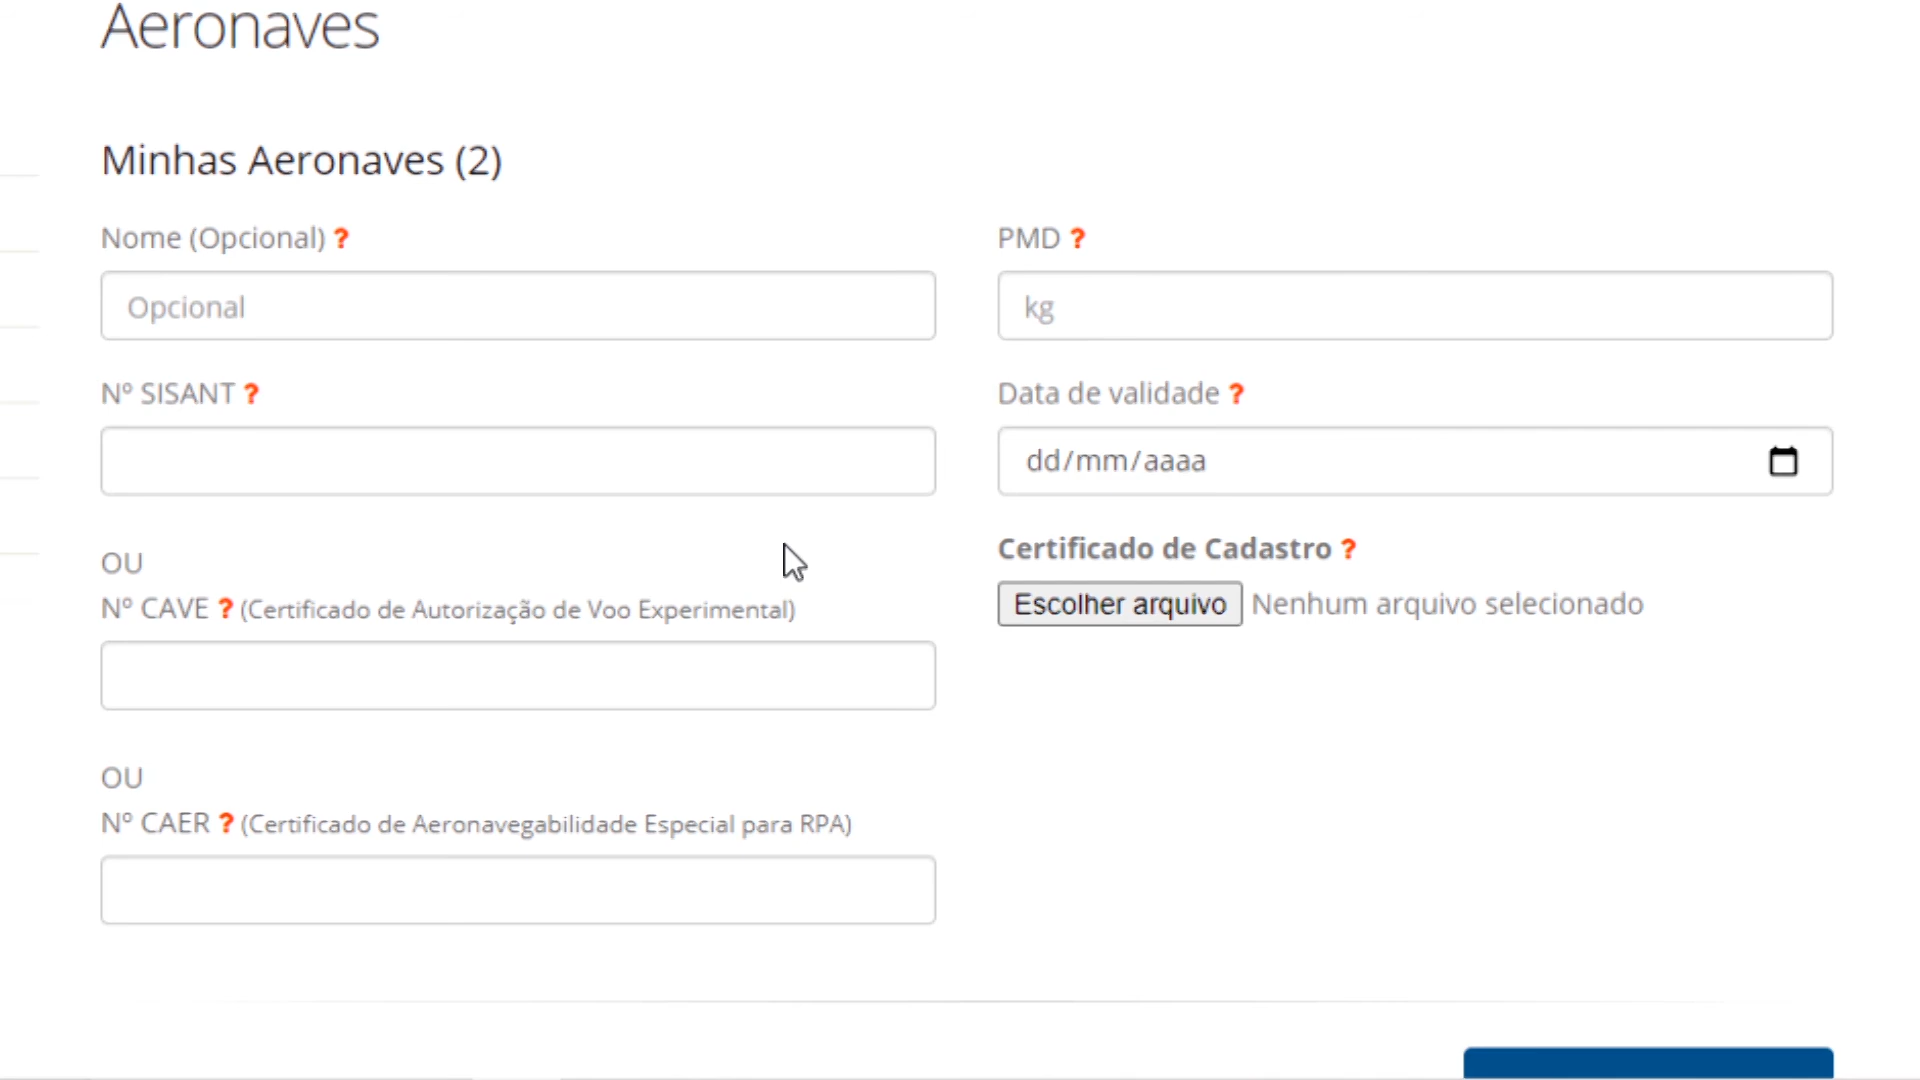 Aeronaves
Minhas Aeronaves (2)
Nome (Opcional) ?
Opcional
PMD ?
kg
Nº SISANT ?
Data de validade ?
dd/mm/aaaa
OU
Nº CAVE ? (Certificado de Autorização de Voo Experimental)
Certificado de Cadastro ?
Escolher arquivo Nenhum arquivo selecionado
OU
Nº CAER ? (Certificado de Aeronavegabilidade Especial para RPA)